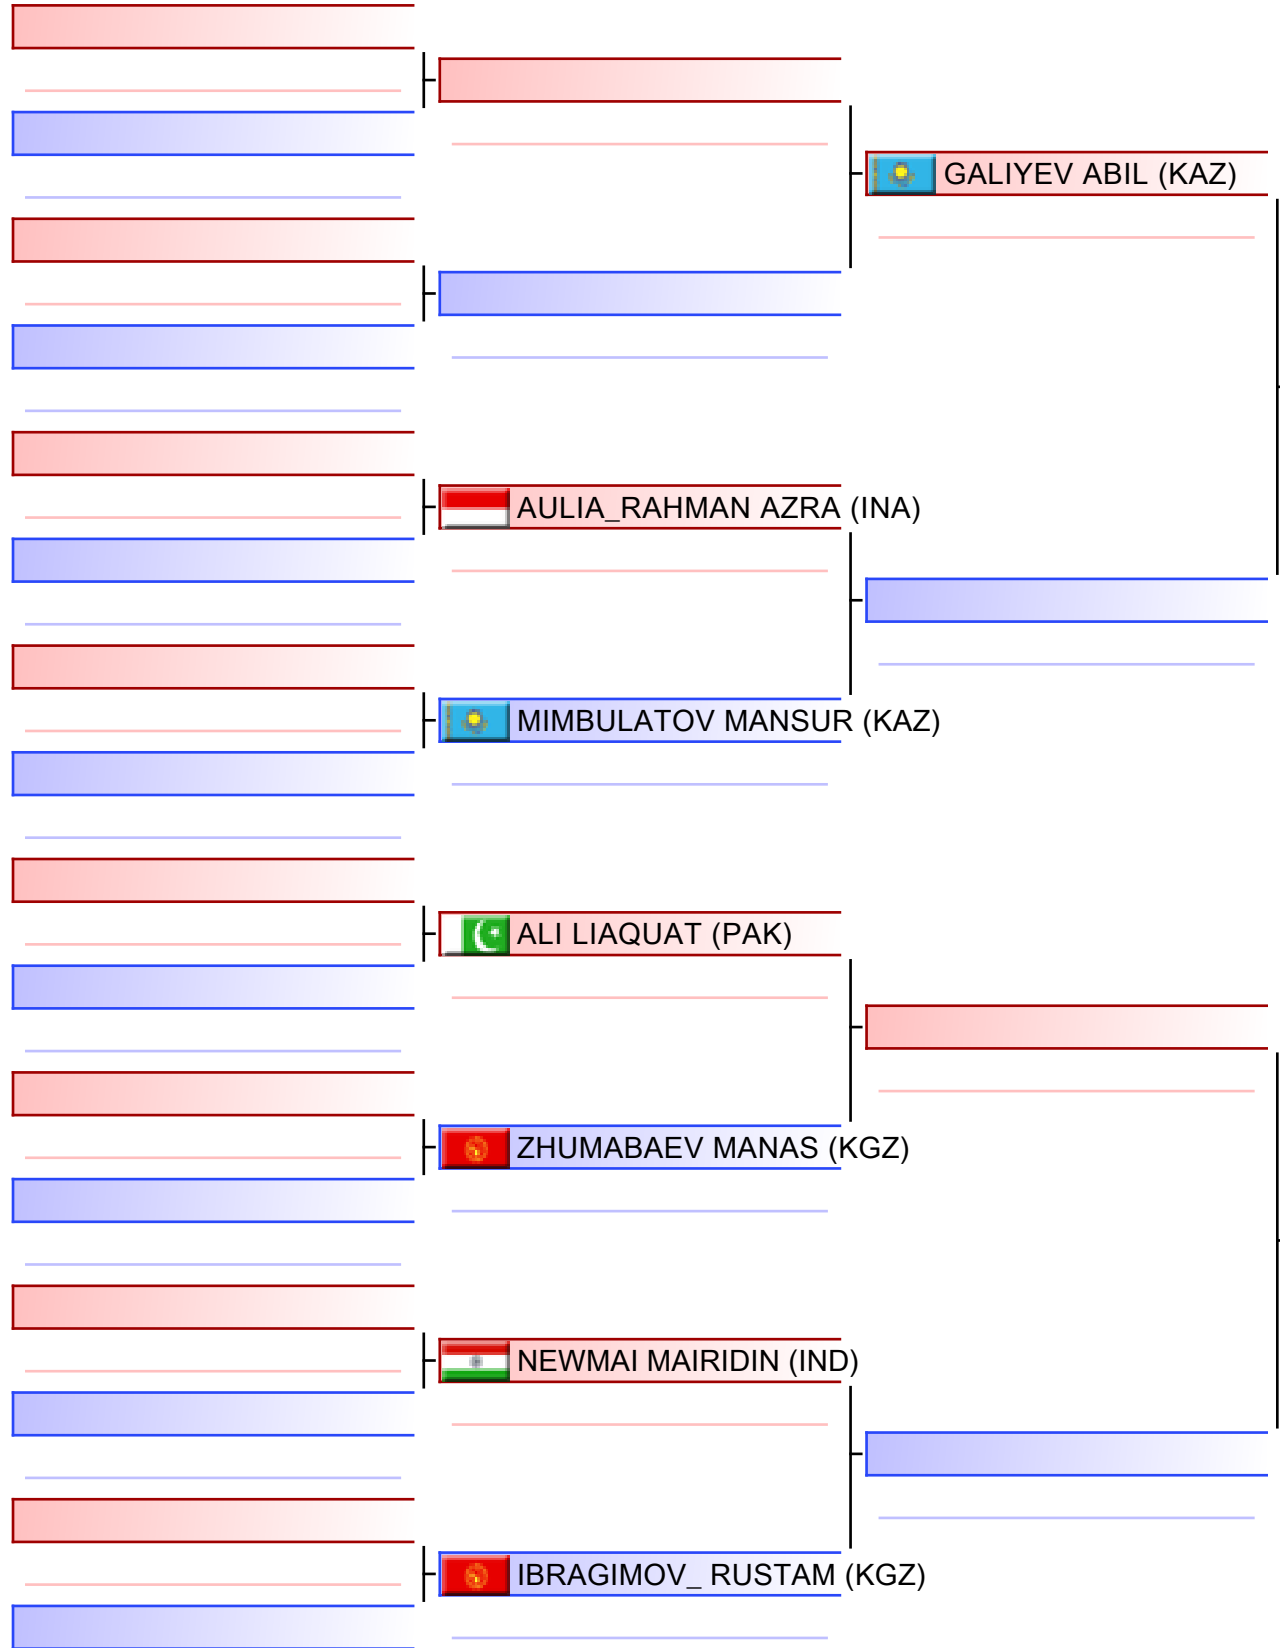 GALIYEV ABIL (KAZ)
AULIA_RAHMAN AZRA (INA)
MIMBULATOV MANSUR (KAZ)
ALI LIAQUAT (PAK)
ZHUMABAEV MANAS (KGZ)
NEWMAI MAIRIDIN (IND)
IBRAGIMOV_ RUSTAM (KGZ)